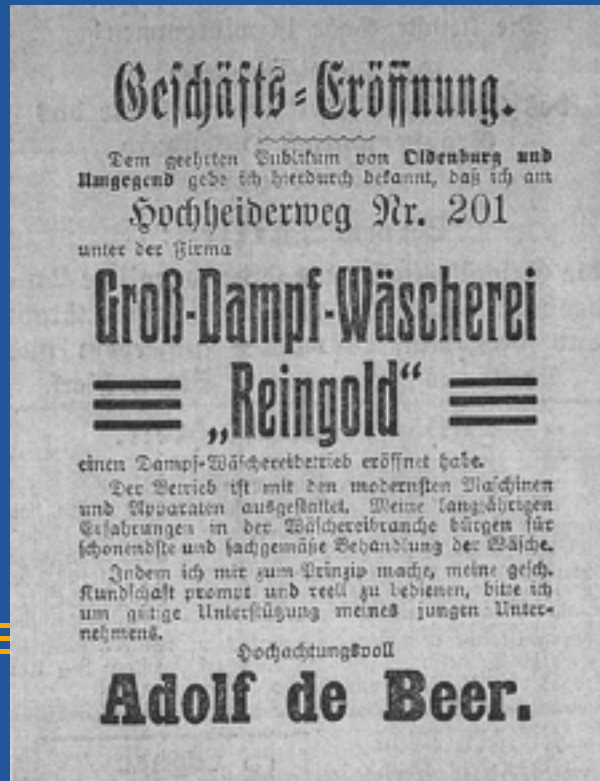 Geschäfts-Eröffnung.
Dem geehrten Publikum von Oldenburg und
Umgegend gebe ich hierdurch bekannt, daß ich am
Hochheiderweg Nr. 201
unter der Firma
Groß-Dampf-Wäscherei
„Reingold“
einen Dampf-Wäschereibetrieb eröffnet habe.
Der Betrieb ist mit den modernsten Maschinen
und Apparaten ausgestattet. Meine langjährigen
Erfahrungen in der Wäschereibranche bürgen für
schonendste und sachgemäße Behandlung der Wäsche.
Indem ich mir zum Prinzip mache, meine gesch.
Kundschaft prompt und reell zu bedienen, bitte ich
um gütige Unterstützung meines jungen Unter-
nehmens.
Hochachtungsvoll
Adolf de Beer.